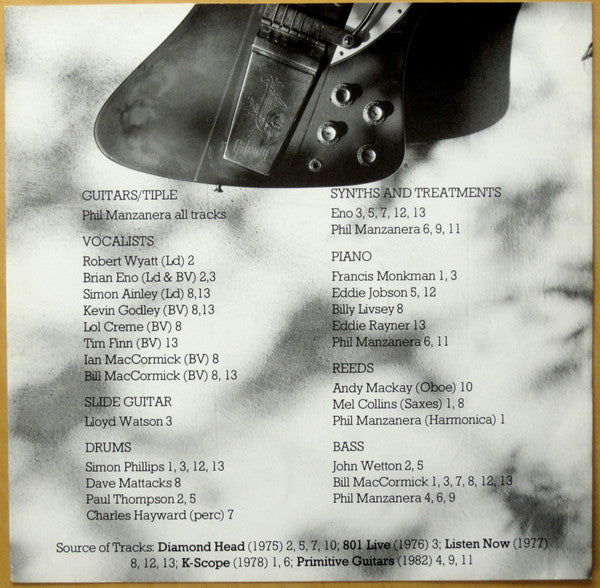 GUITARS/TIPLE
Phil Manzanera all tracks
VOCALISTS
Robert Wyatt (Ld) 2
Brian Eno (Ld & BV) 2,3
Simon Ainley (Ld) 8,13
Kevin Godley (BV) 8,13
Lol Creme (BV) 8
Tim Finn (BV) 13
Ian MacCormick (BV) 8
Bill MacCormick (BV) 8, 13
SLIDE GUITAR
Lloyd Watson 3
DRUMS
Simon Phillips 1, 3, 12, 13
Dave Mattacks 8
Paul Thompson 2, 5
Charles Hayward (perc) 7
SYNTHS AND TREATMENTS
Eno 3, 5, 7, 12, 13
Phil Manzanera 6, 9, 11
PIANO
Francis Monkman 1, 3
Eddie Jobson 5, 12
Billy Livsey 8
Eddie Rayner 13
Phil Manzanera 6, 11
REEDS
Andy Mackay (Oboe) 10
Mel Collins (Saxes) 1, 8
Phil Manzanera (Harmonica) 1
BASS
John Wetton 2, 5
Bill MacCormick 1, 3, 7, 8, 12, 13
Phil Manzanera 4, 6, 9
Source of Tracks: Diamond Head (1975) 2, 5, 7, 10; 801 Live (1976) 3; Listen Now (1977)
8, 12, 13; K-Scope (1978) 1, 6; Primitive Guitars (1982) 4, 9, 11